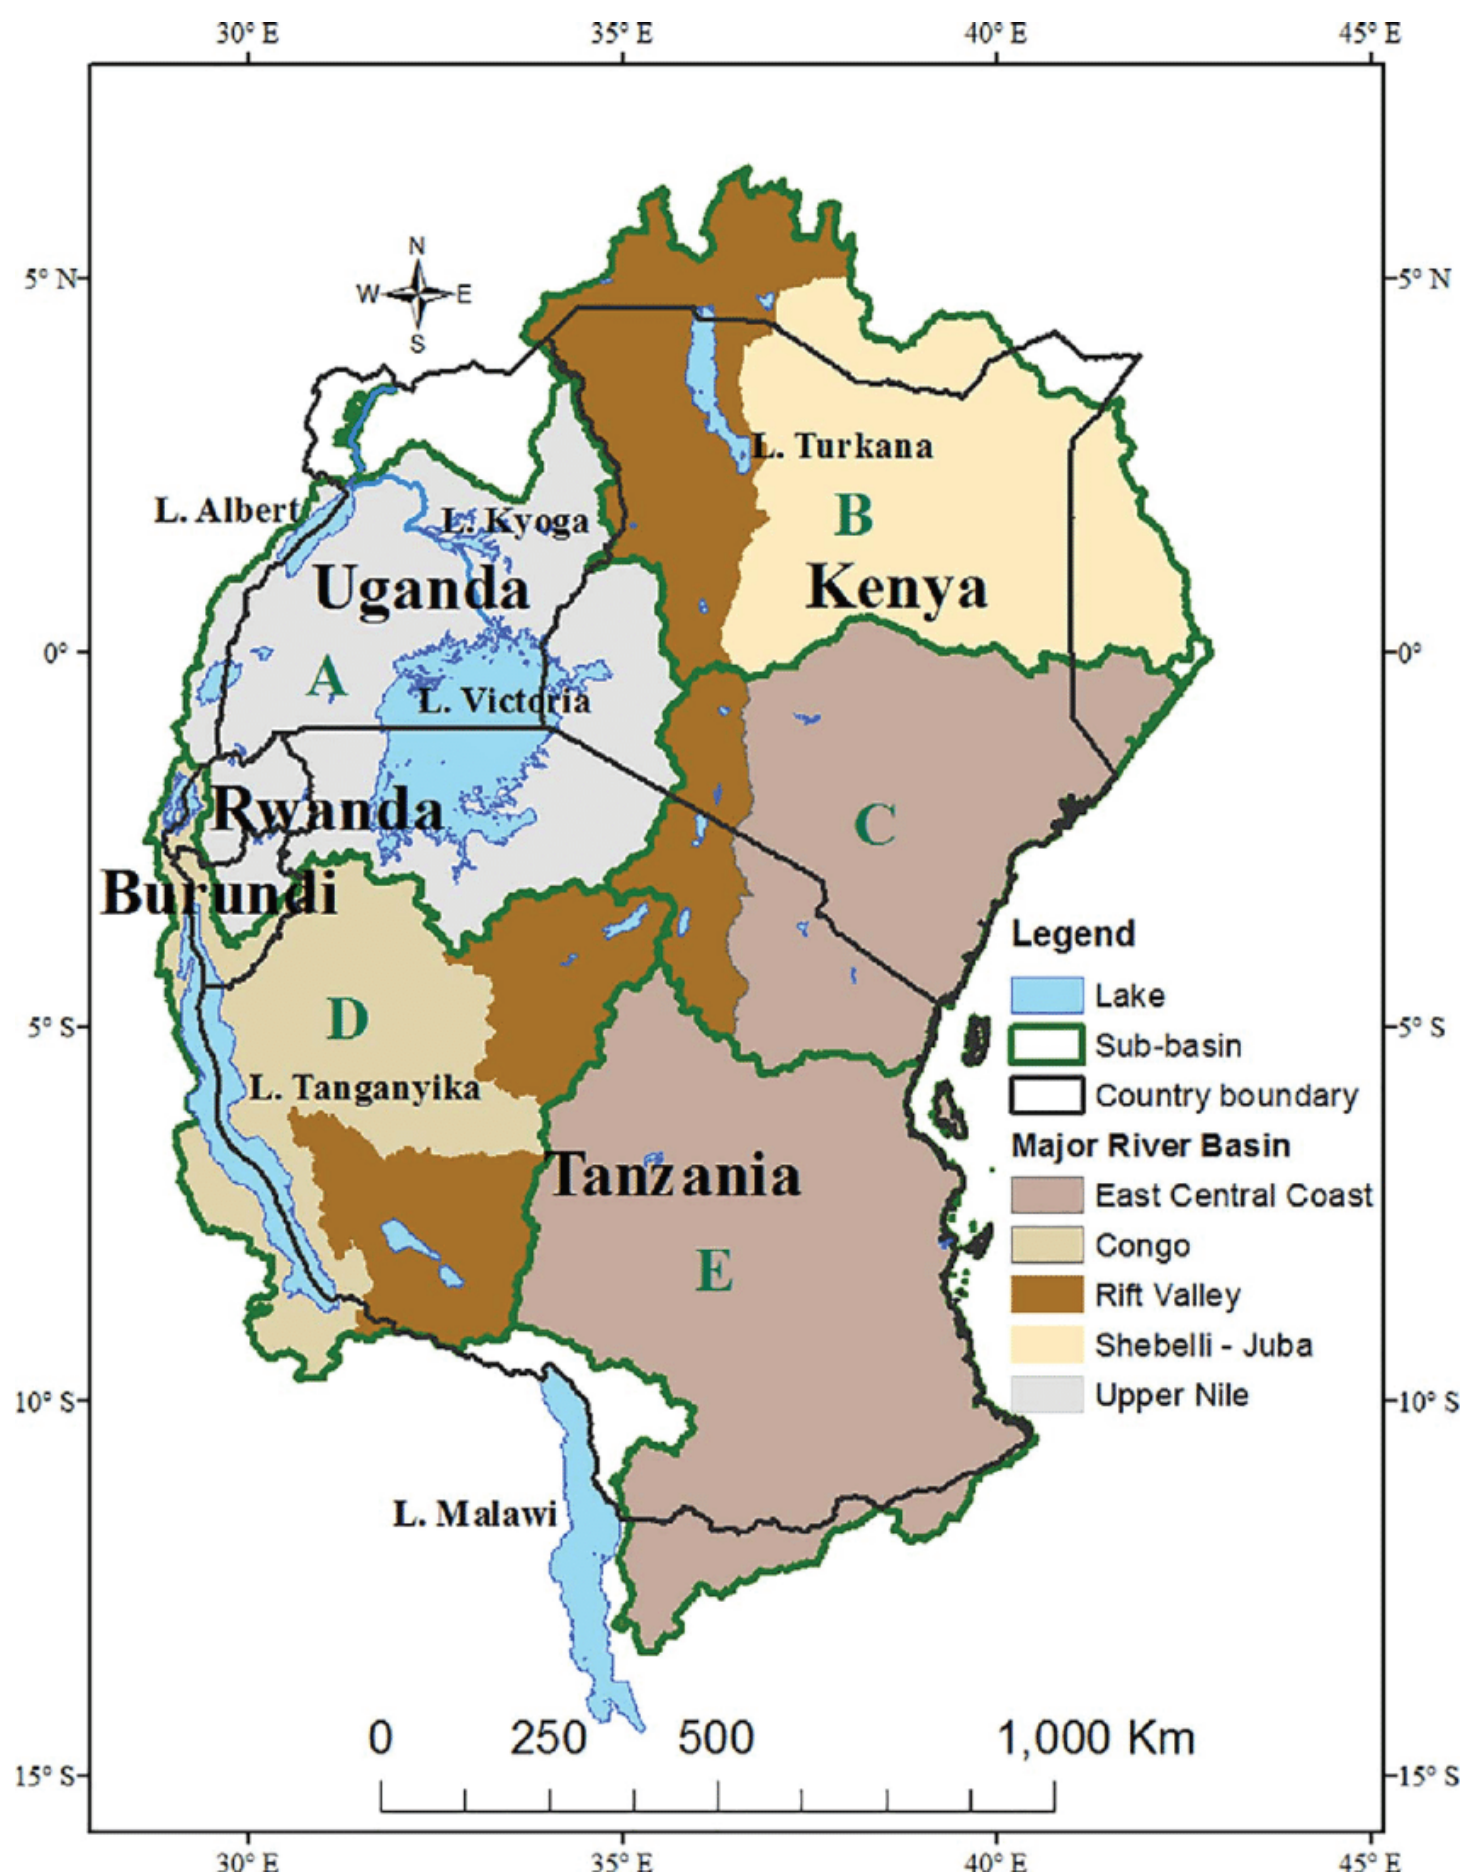 30° E 35° E 40° E 45° E
N
5° N W E 5° N
S
L. Turkana
L. Albert L. Kyoga B
Uganda Kenya
0° 0°
A
L. Victoria
Rwanda C
Burundi
Legend
Lake
D
5° S 5° S
Sub-basin
L. Tanganyika Country boundary
Major River Basin
Tanzania East Central Coast
Congo
E
Rift Valley
Shebelli - Juba
10° S Upper Nile 10° S
L. Malawi
0 250 500 1,000 Km
15° S 15° S
30° E 35° E 40° E 45° E